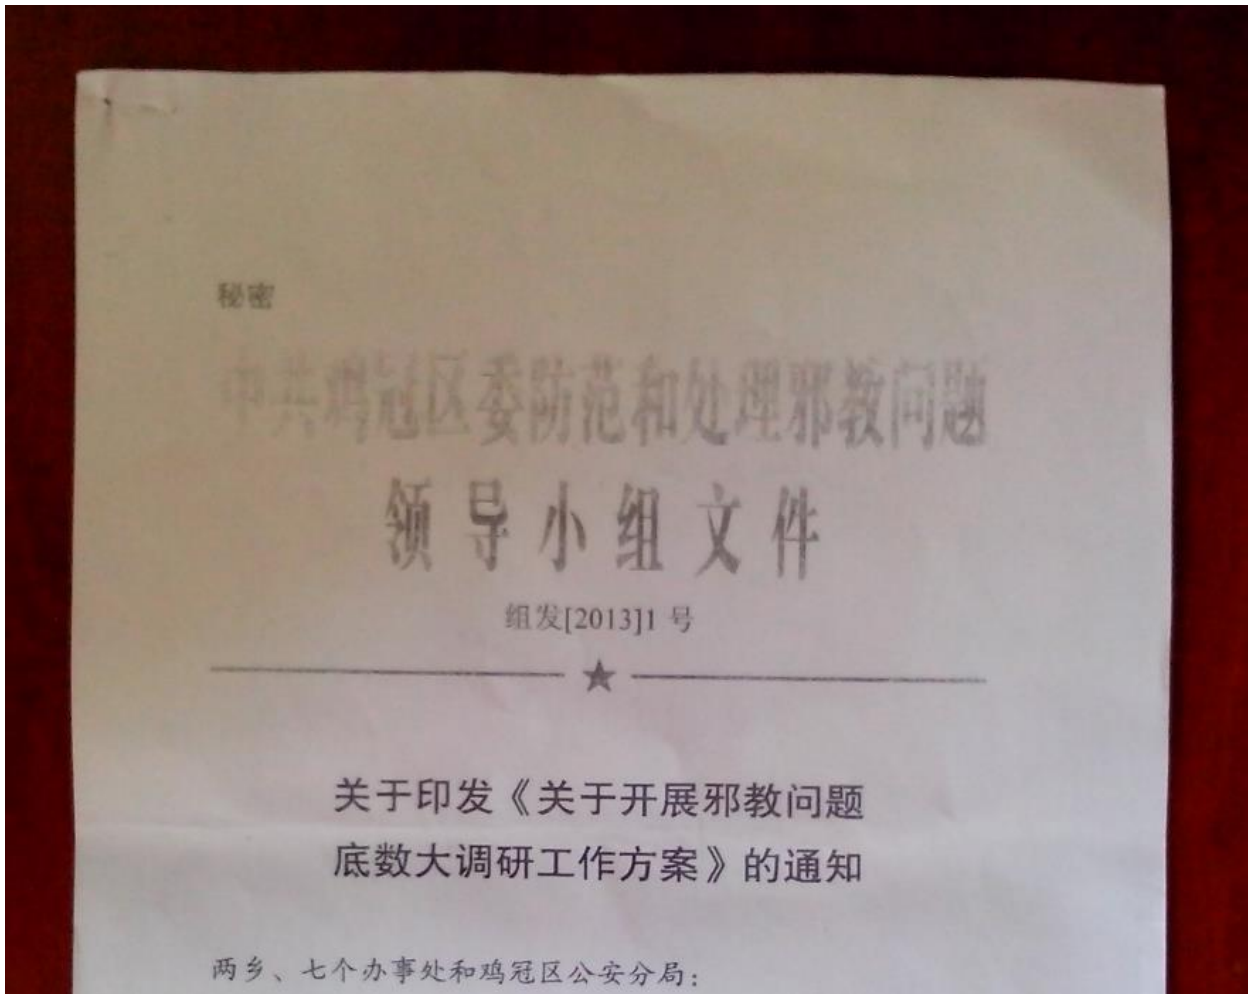 秘密
中共鸡冠区委防范和处理邪教问题
领导小组文件
组发[2013]1 号
★
关于印发《关于开展邪教问题
底数大调研工作方案》的通知
两乡、七个办事处和鸡冠区公安分局：